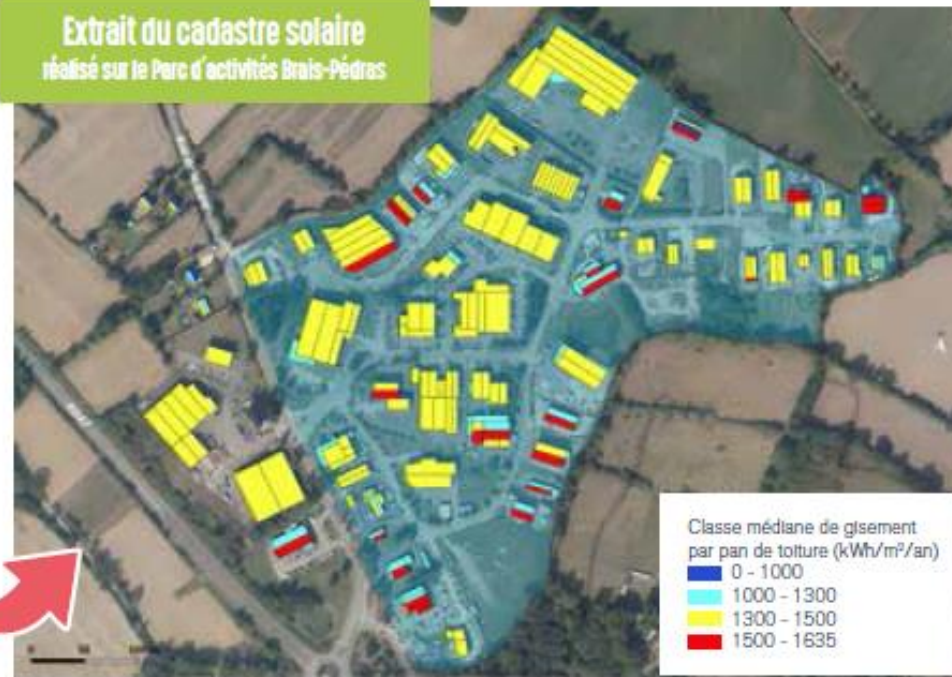 Extrait du cadastre solaire
réalisé sur le Parc d'activités Brais-Pédras
Classe médiane de gisement
par pan de toiture (kWh/m²/an)
0 - 1000
1000 - 1300
1300 - 1500
1500 - 1635